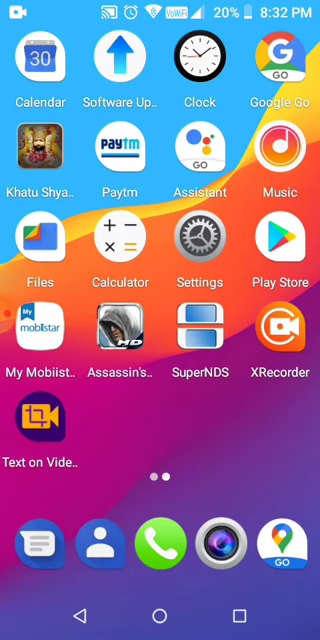 VoWiFi 20% 8:32 PM
30
Calendar Software Up.. Clock Google Go
GO
Paytm
GO
Khatu Shya.. Paytm Assistant Music
Files Calculator Settings Play Store
My
mobiistar
HD
My Mobiist.. Assassin's.. SuperNDS XRecorder
Text on Vide..
GO